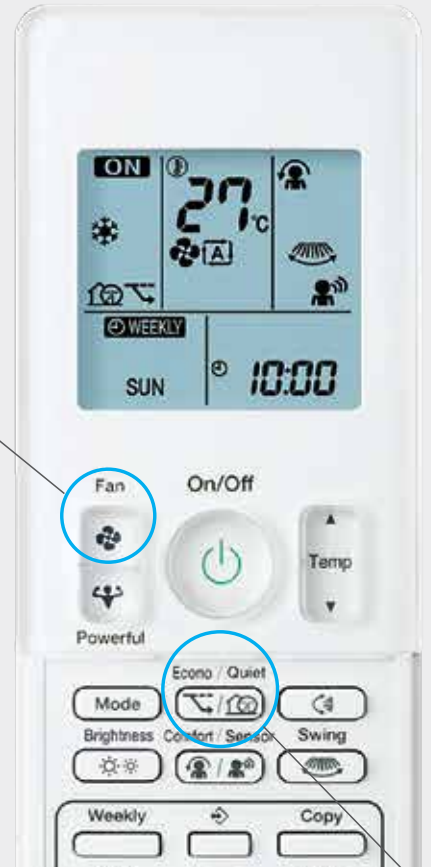 ON
27°C
A
WEEKLY
SUN
10:00
Fan
On/Off
Temp
Powerful
Econo / Quiet
Mode
Brightness
Comfort / Sensor
Swing
Weekly
Copy